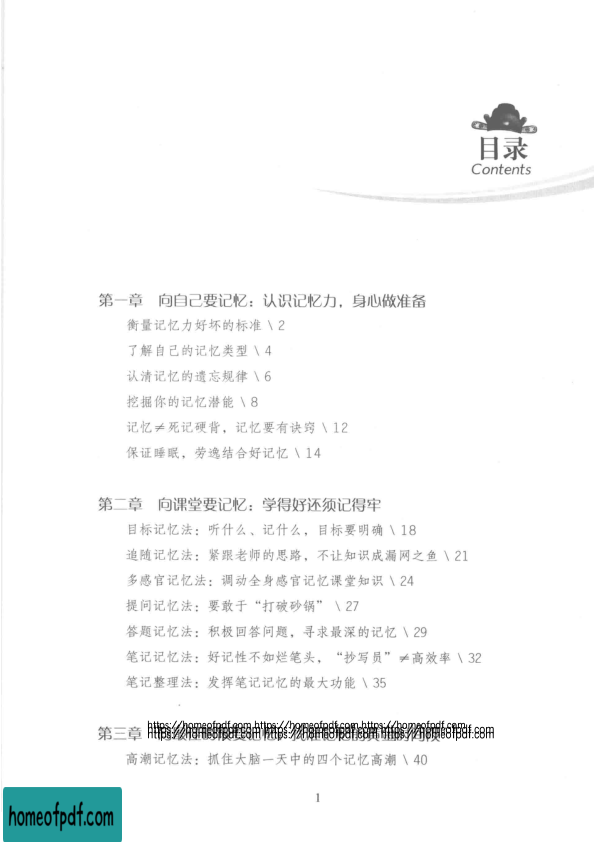 目录
Contents
第一章 向自己要记忆：认识记忆力，身心做准备
衡量记忆力好坏的标准 \ 2
了解自己的记忆类型 \ 4
认清记忆的遗忘规律 \ 6
挖掘你的记忆潜能 \ 8
记忆≠死记硬背，记忆要有诀窍 \ 12
保证睡眠，劳逸结合好记忆 \ 14
第二章 向课堂要记忆：学得好还须记得牢
目标记忆法：听什么、记什么，目标要明确 \ 18
追随记忆法：紧跟老师的思路，不让知识成漏网之鱼 \ 21
多感官记忆法：调动全身感官记忆课堂知识 \ 24
提问记忆法：要敢于“打破砂锅” \ 27
答题记忆法：积极回答问题，寻求最深的记忆 \ 29
笔记记忆法：好记性不如烂笔头，“抄写员”≠高效率 \ 32
笔记整理法：发挥笔记记忆的最大功能 \ 35
https://homeofpdf.com https://homeofpdf.com https://homeofpdf.com
第三章
https://homeofpdf.com https://homeofpdf.com https://homeofpdf.com
高潮记忆法：抓住大脑一天中的四个记忆高潮 \ 40
1
homeofpdf.com